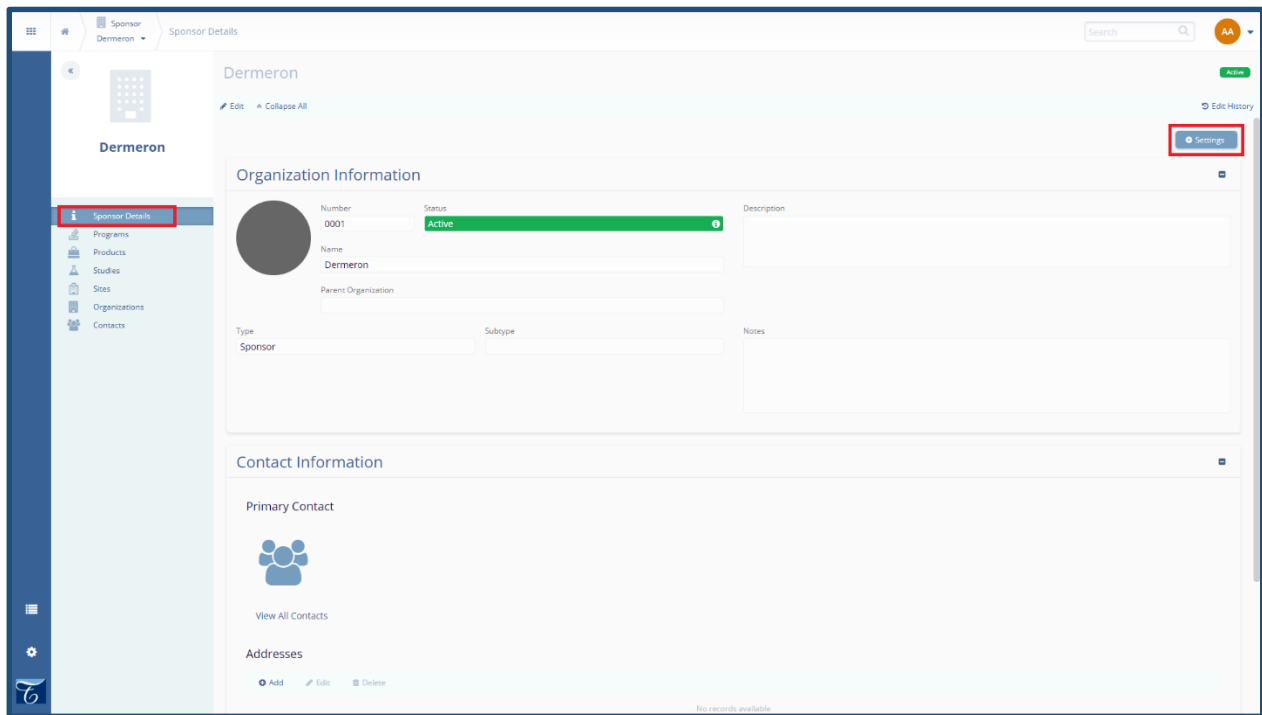 Sponsor
Dermeron
Sponsor Details
Search
AA
Dermeron
Active
Edit
Collapse All
Edit History
Settings
Dermeron
Sponsor Details
Programs
Products
Studies
Sites
Organizations
Contacts
Organization Information
Number
Status
Description
0001
Active
Name
Dermeron
Parent Organization
Type
Subtype
Notes
Sponsor
Contact Information
Primary Contact
View All Contacts
Addresses
Add
Edit
Delete
No records available